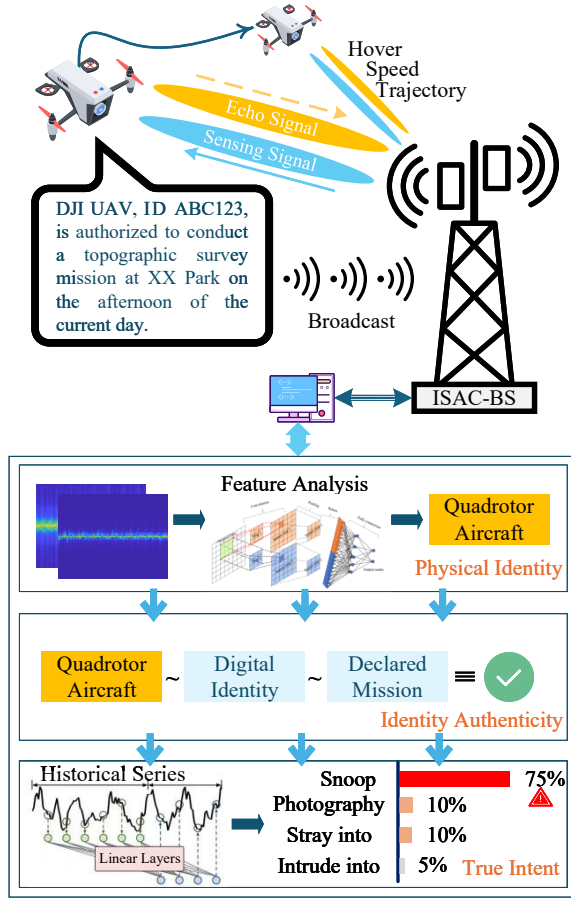 Hover
Speed
Trajectory
Echo Signal
Sensing Signal
DJI UAV, ID ABC123,
is authorized to conduct
a topographic survey
mission at XX Park on
the afternoon of the
current day.
Broadcast
ISAC-BS
Feature Analysis
Quadrotor
Aircraft
Physical Identity
Quadrotor
Aircraft
~
Digital
Identity
~
Declared
Mission
≡
Identity Authenticity
Historical Series
Linear Layers
Snoop 75%
Photography 10%
Stray into 10%
Intrude into 5%
True Intent